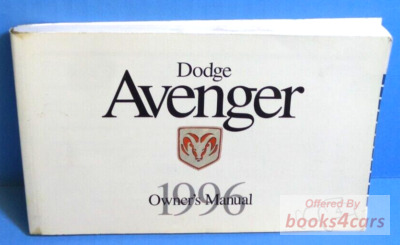 Dodge
Avenger
1996
Owner's Manual
Offered By
books4cars